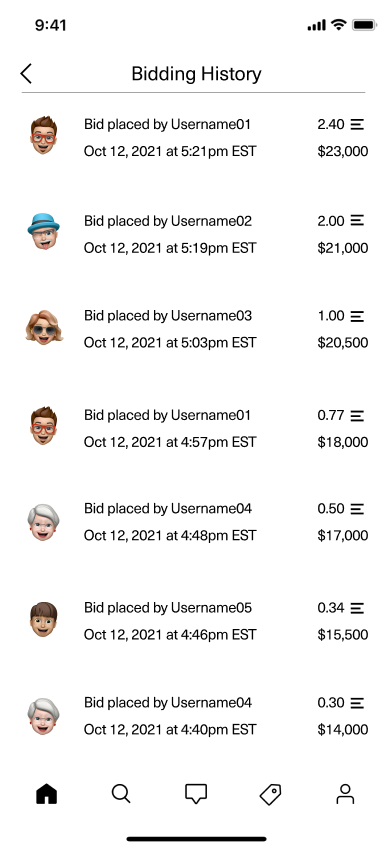 9:41
Bidding History
Bid placed by Username01 2.40
Oct 12, 2021 at 5:21pm EST $23,000
Bid placed by Username02 2.00
Oct 12, 2021 at 5:19pm EST $21,000
Bid placed by Username03 1.00
Oct 12, 2021 at 5:03pm EST $20,500
Bid placed by Username01 0.77
Oct 12, 2021 at 4:57pm EST $18,000
Bid placed by Username04 0.50
Oct 12, 2021 at 4:48pm EST $17,000
Bid placed by Username05 0.34
Oct 12, 2021 at 4:46pm EST $15,500
Bid placed by Username04 0.30
Oct 12, 2021 at 4:40pm EST $14,000